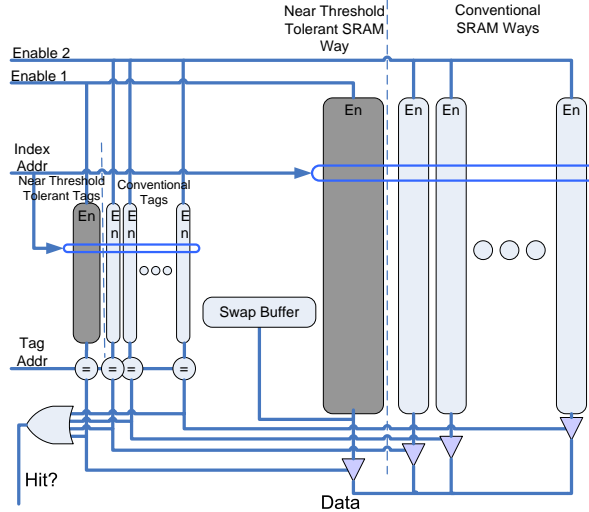 Near Threshold
Tolerant SRAM
Way
Conventional
SRAM Ways
Enable 2
Enable 1
En
En
En
En
Index
Addr
Near Threshold
Tolerant Tags
Conventional
Tags
En
E
n
E
n
E
n
Swap Buffer
Tag
Addr
=
=
=
=
Hit?
Data